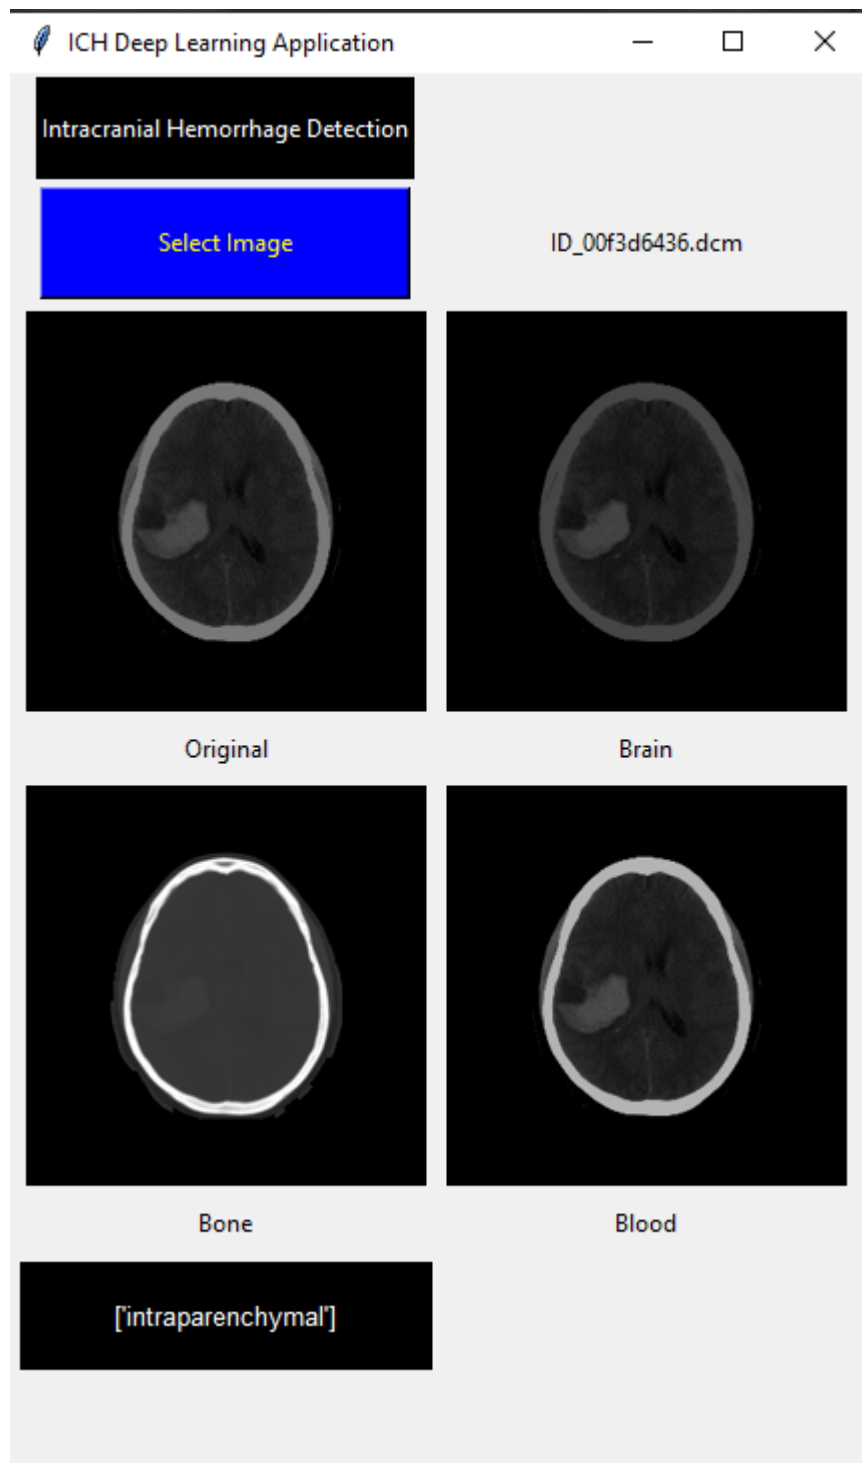 ICH Deep Learning Application
Intracranial Hemorrhage Detection
Select Image
ID_00f3d6436.dcm
Original
Brain
Bone
Blood
['intraparenchymal']